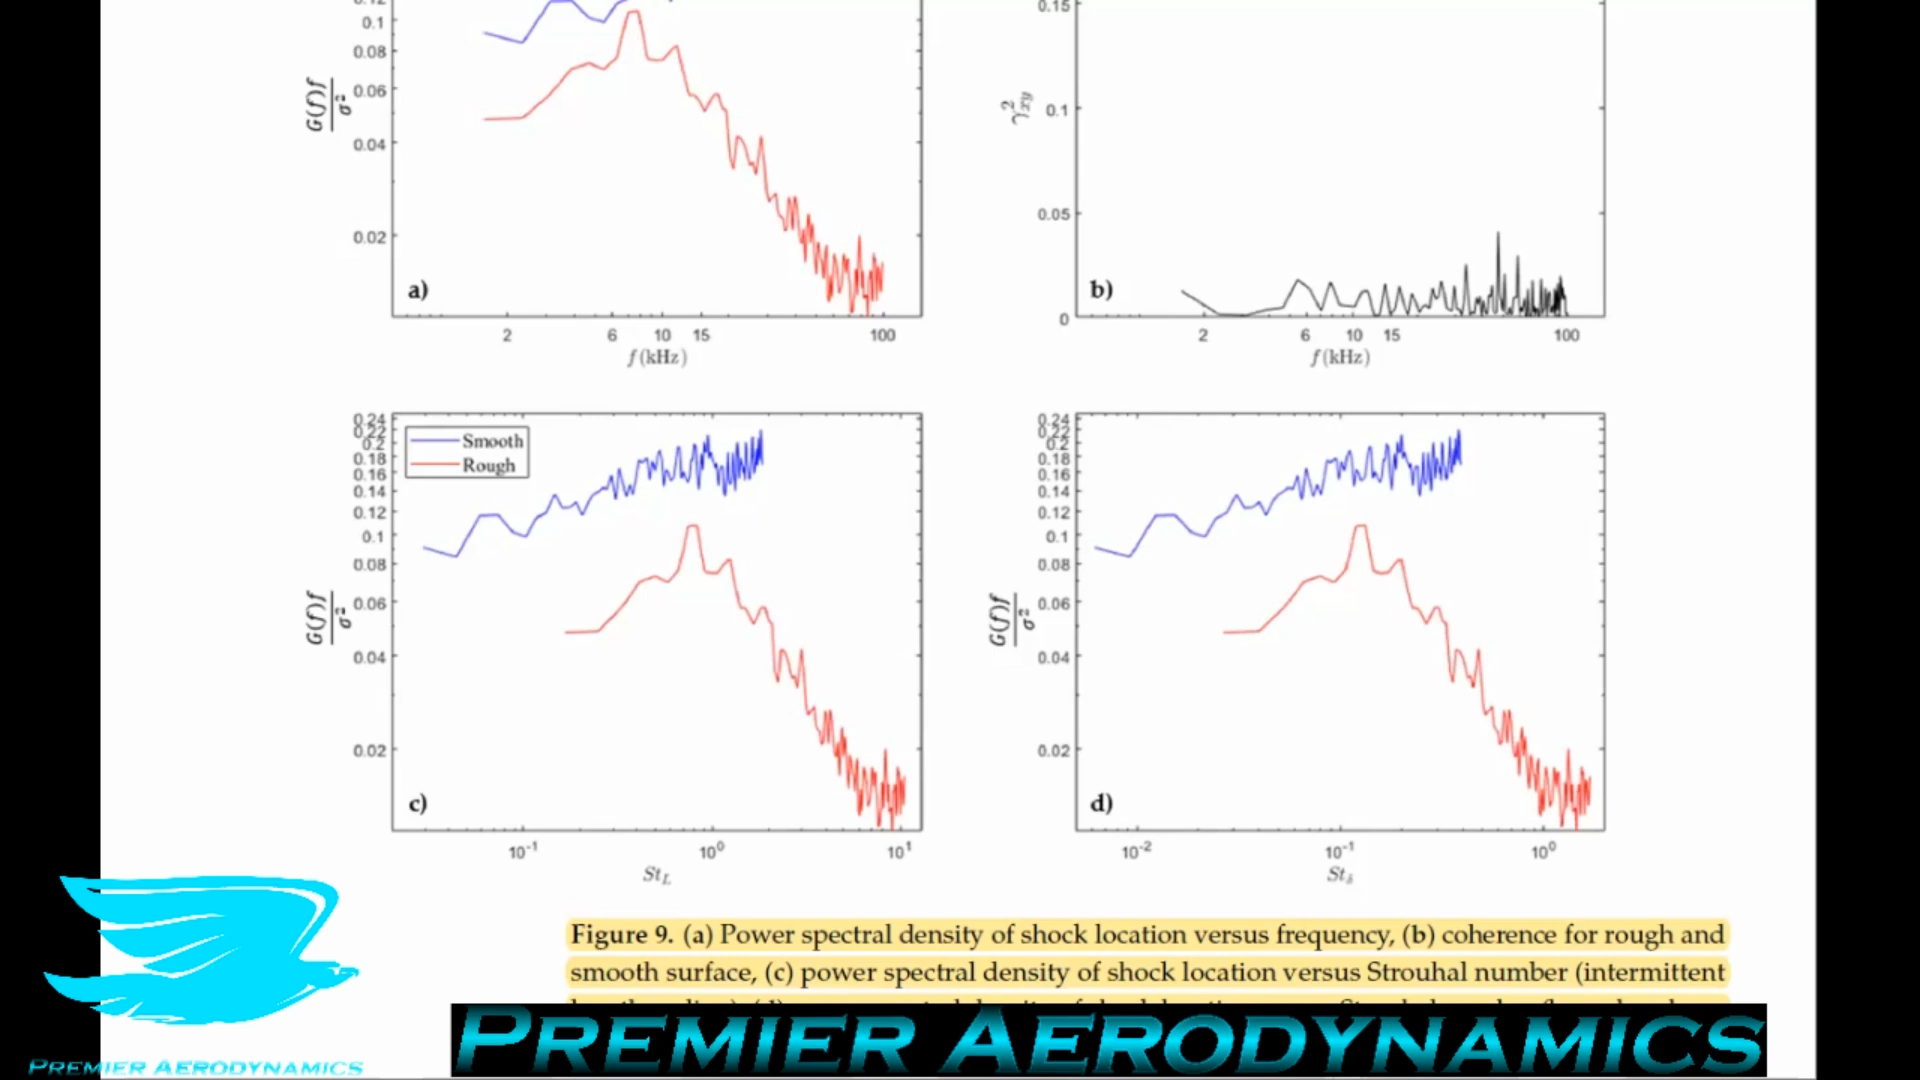 0.12
0.1
0.08
0.06
0.04
0.02
G(f)f
σ²
a)
2 6 10 15 100
f(kHz)
0.15
0.1
0.05
0
γ²xy
b)
2 6 10 15 100
f(kHz)
0.24
0.22
0.2
0.18
0.16
0.14
0.12
0.1
0.08
0.06
0.04
0.02
G(f)f
σ²
Smooth
Rough
c)
10⁻¹ 10⁰ 10¹
St_L
0.24
0.22
0.2
0.18
0.16
0.14
0.12
0.1
0.08
0.06
0.04
0.02
G(f)f
σ²
d)
10⁻² 10⁻¹ 10⁰
St_δ
Figure 9. (a) Power spectral density of shock location versus frequency, (b) coherence for rough and
smooth surface, (c) power spectral density of shock location versus Strouhal number (intermittent
PREMIER AERODYNAMICS
PREMIER AERODYNAMICS